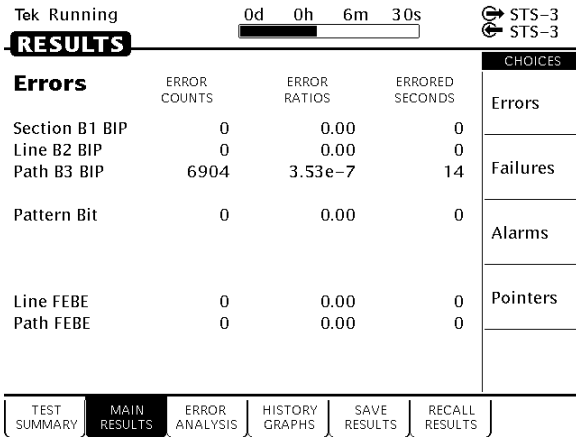 Tek Running 0d 0h 6m 30s STS–3
STS–3
RESULTS
CHOICES
Errors ERROR COUNTS ERROR RATIOS ERRORED SECONDS
Errors
Section B1 BIP 0 0.00 0
Line B2 BIP 0 0.00 0
Path B3 BIP 6904 3.53e–7 14
Failures
Pattern Bit 0 0.00 0
Alarms
Line FEBE 0 0.00 0
Pointers
Path FEBE 0 0.00 0
TEST SUMMARY
MAIN RESULTS
ERROR ANALYSIS
HISTORY GRAPHS
SAVE RESULTS
RECALL RESULTS